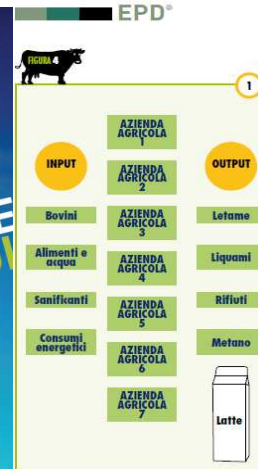 EPD®
FIGURA 4
1
INPUT
Bovini
Alimenti e
acqua
Sanificanti
Consumi
energetici
AZIENDA
AGRICOLA
1
AZIENDA
AGRICOLA
2
AZIENDA
AGRICOLA
3
AZIENDA
AGRICOLA
4
AZIENDA
AGRICOLA
5
AZIENDA
AGRICOLA
6
AZIENDA
AGRICOLA
7
OUTPUT
Letame
Liquami
Rifiuti
Metano
Latte